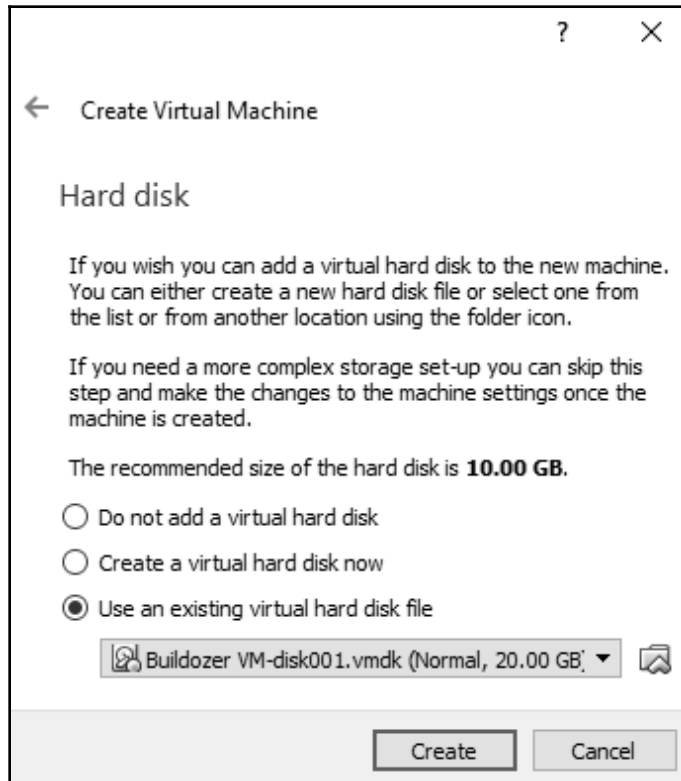 ?
Create Virtual Machine
Hard disk
If you wish you can add a virtual hard disk to the new machine.
You can either create a new hard disk file or select one from
the list or from another location using the folder icon.
If you need a more complex storage set-up you can skip this
step and make the changes to the machine settings once the
machine is created.
The recommended size of the hard disk is 10.00 GB.
Do not add a virtual hard disk
Create a virtual hard disk now
Use an existing virtual hard disk file
Buildozer VM-disk001.vmdk (Normal, 20.00 GB)
Create Cancel